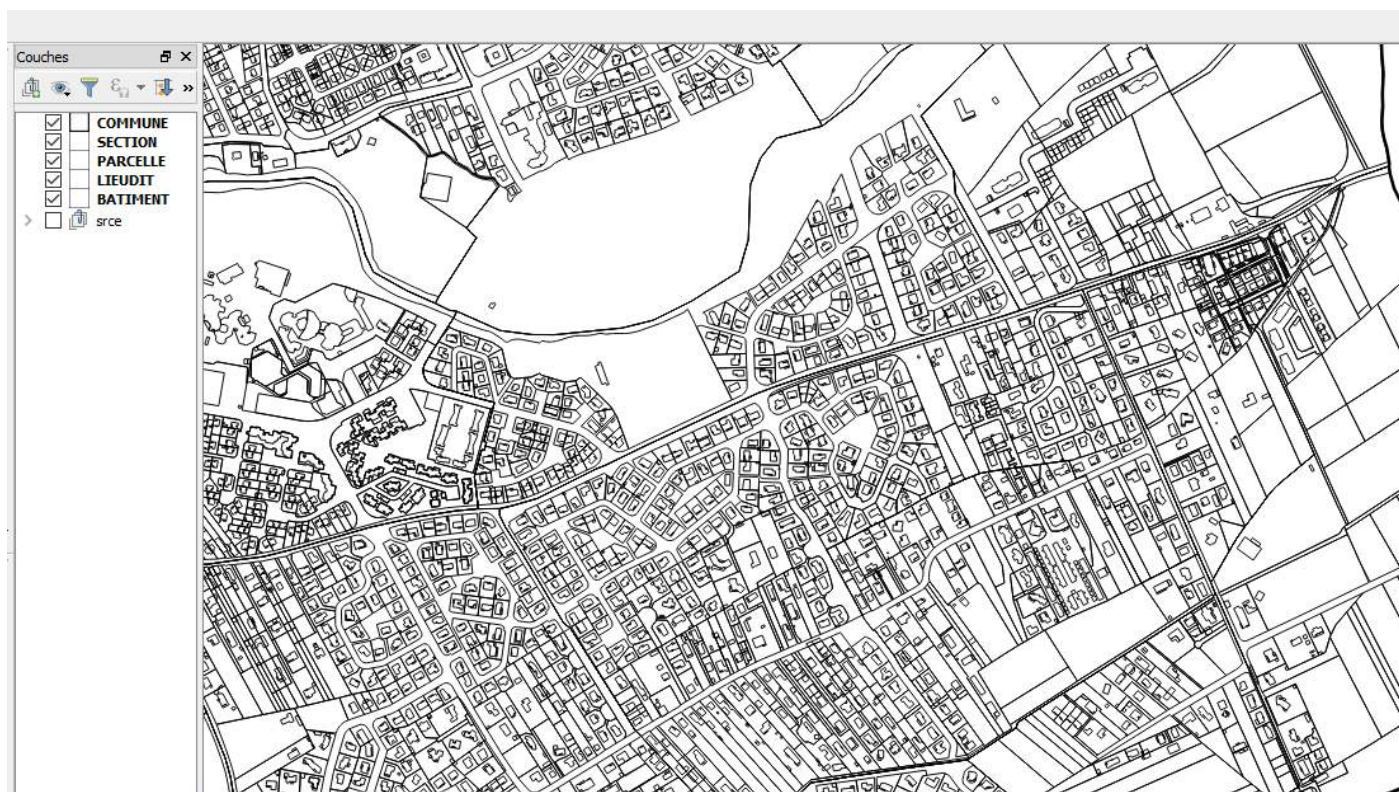 Couches
COMMUNE
SECTION
PARCELLE
LIEUDIT
BATIMENT
srce